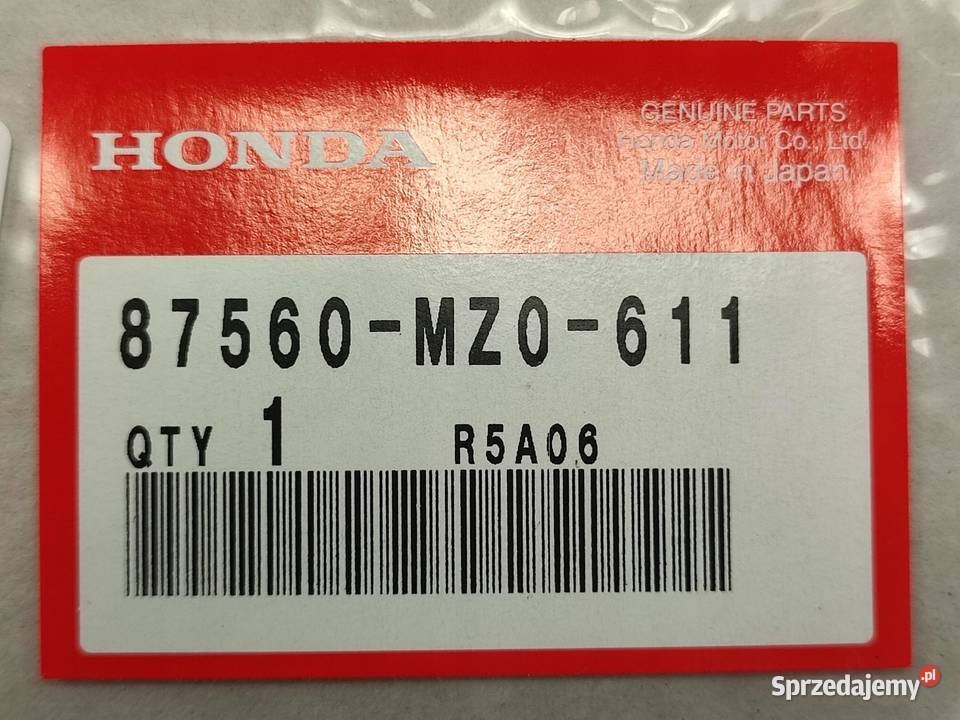 HONDA
GENUINE PARTS
Honda Motor Co., Ltd.
Made in Japan
87560-MZ0-611
QTY 1 R5A06
Sprzedajemy.pl